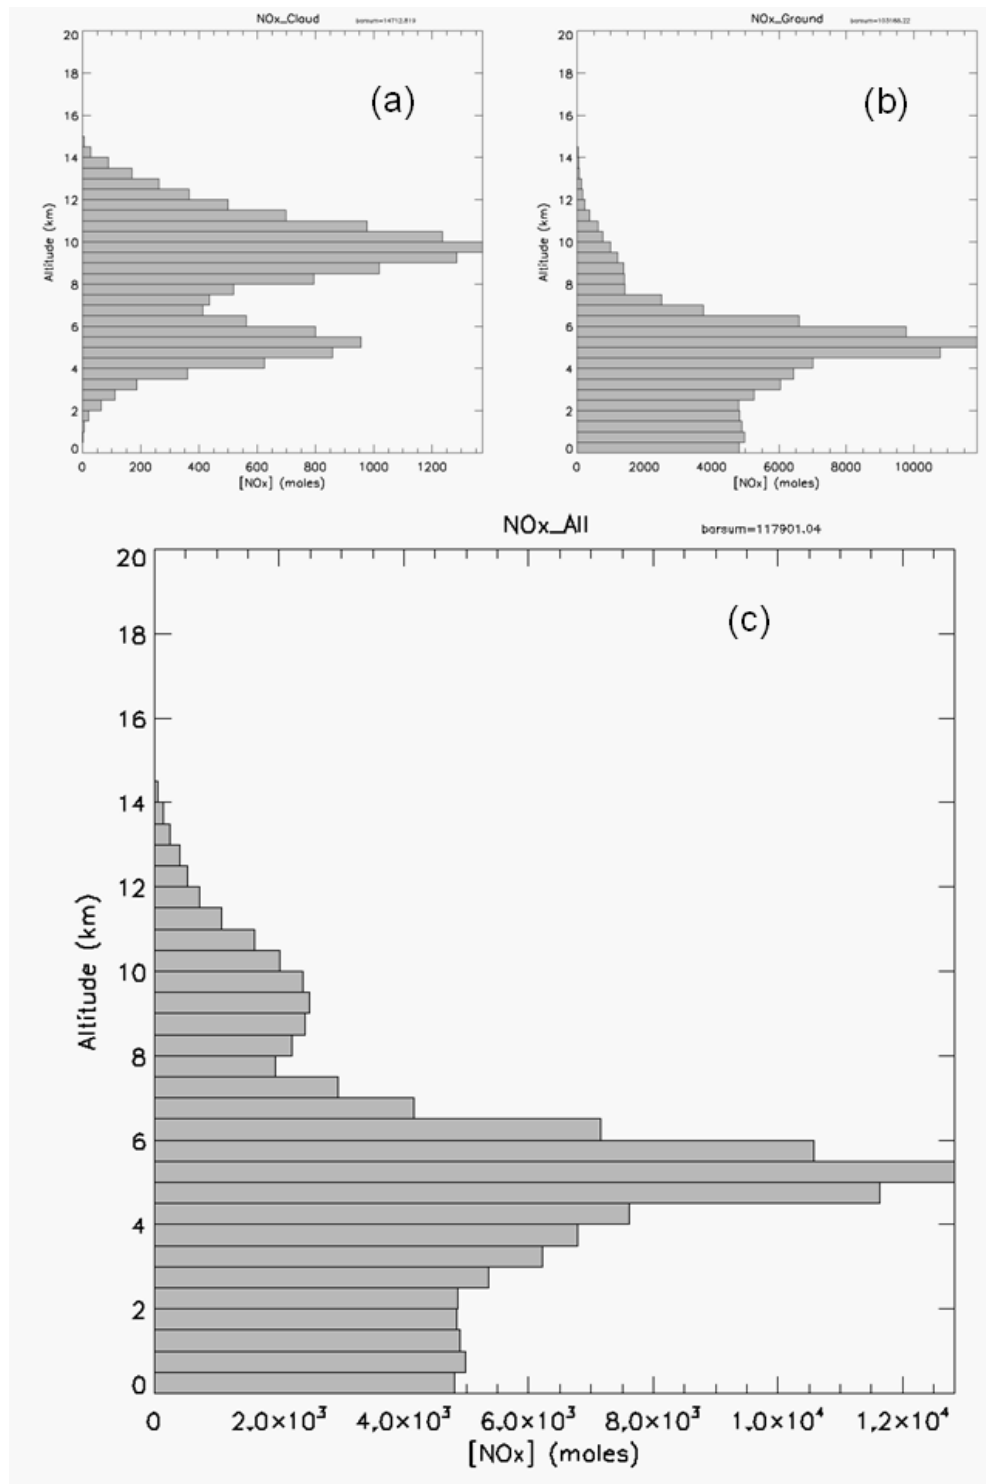 NOx_Cloud barsum=14712.819
(a)
20
18
16
14
12
10
8
6
4
2
0
Altitude (km)
0 200 400 600 800 1000 1200
[NOx] (moles)
NOx_Ground
(b)
20
18
16
14
12
10
8
6
4
2
0
Altitude (km)
0 2000 4000 6000 8000 10000
[NOx] (moles)
NOx_All barsum=117901.04
(c)
20
18
16
14
12
10
8
6
4
2
0
Altitude (km)
0 2.0×10³ 4.0×10³ 6.0×10³ 8.0×10³ 1.0×10⁴ 1.2×10⁴
[NOx] (moles)